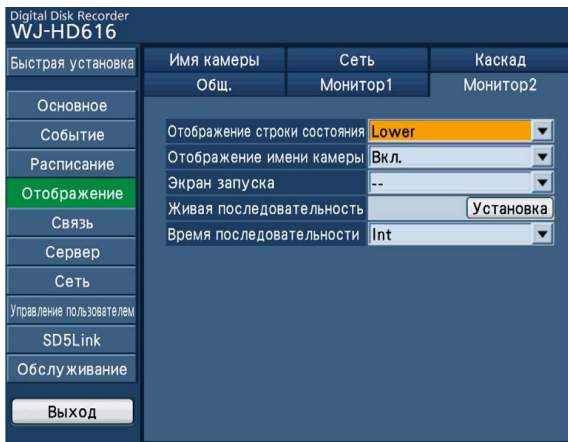 Digital Disk Recorder
WJ-HD616
Быстрая установка
Основное
Событие
Расписание
Отображение
Связь
Сервер
Сеть
Управление пользователем
SD5Link
Обслуживание
Выход
Имя камеры Сеть Каскад
Общ. Монитор1 Монитор2
Отображение строки состояния Lower
Отображение имени камеры Вкл.
Экран запуска --
Живая последовательность Установка
Время последовательности Int